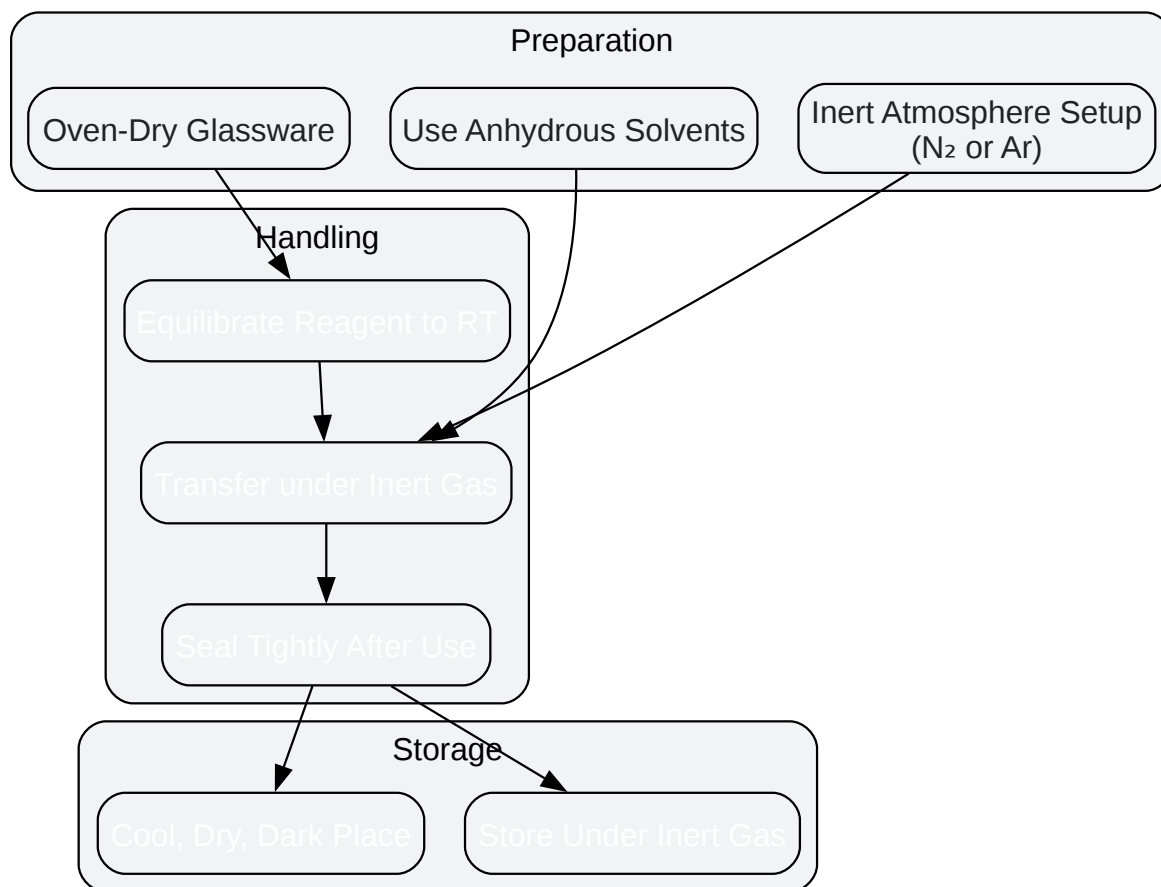 Preparation
Oven-Dry Glassware
Use Anhydrous Solvents
Inert Atmosphere Setup
(N₂ or Ar)
Handling
Equilibrate Reagent to RT
Transfer under Inert Gas
Seal Tightly After Use
Storage
Cool, Dry, Dark Place
Store Under Inert Gas